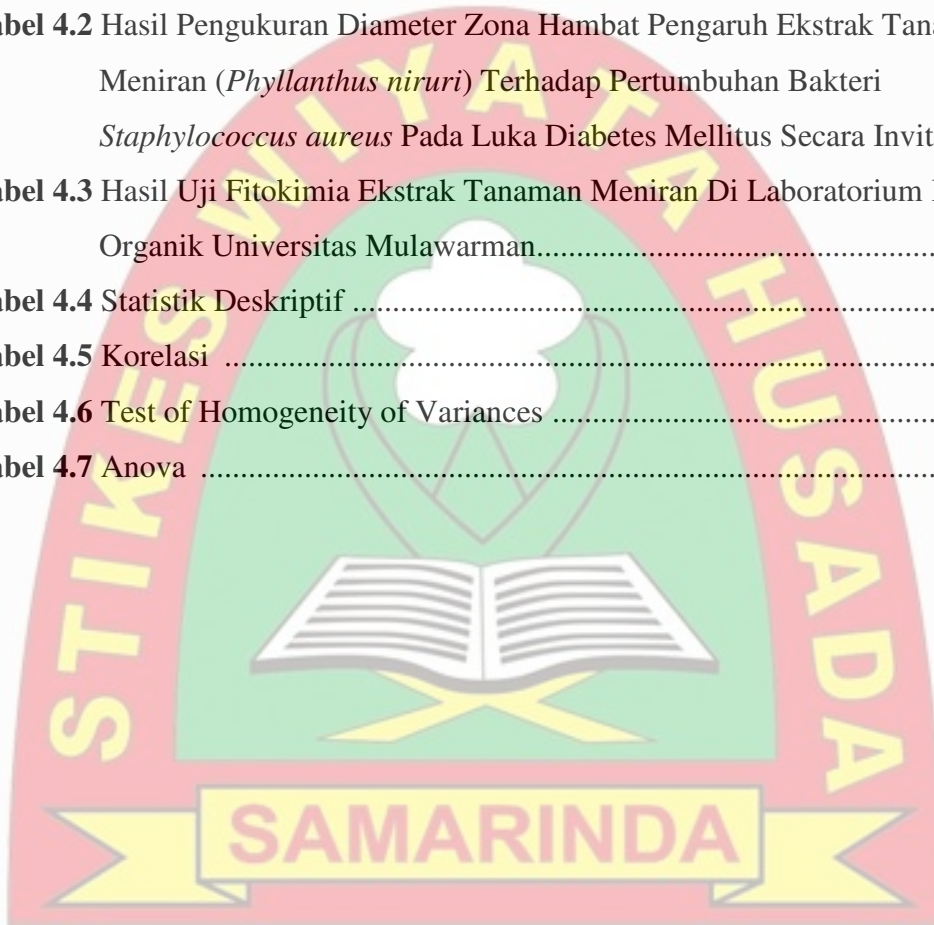 abel 4.2 Hasil Pengukuran Diameter Zona Hambat Pengaruh Ekstrak
Meniran (Phyllanthus niruri) Terhadap Pertumbuhan Bakteri
Staphylococcus aureus Pada Luka Diabetes Mellitus Secara
abel 4.3 Hasil Uji Fitokimia Ekstrak Tanaman Meniran Di Laboratorium
Organik Universitas Mulawarman...............................................
abel 4.4 Statistik Deskriptif ....................................................................
abel 4.5 Korelasi ...................................................................................
abel 4.6 Test of Homogeneity of Variances .............................................
abel 4.7 Anova .....................................................................................
STIKES WIYATA HUSADA
SAMARINDA